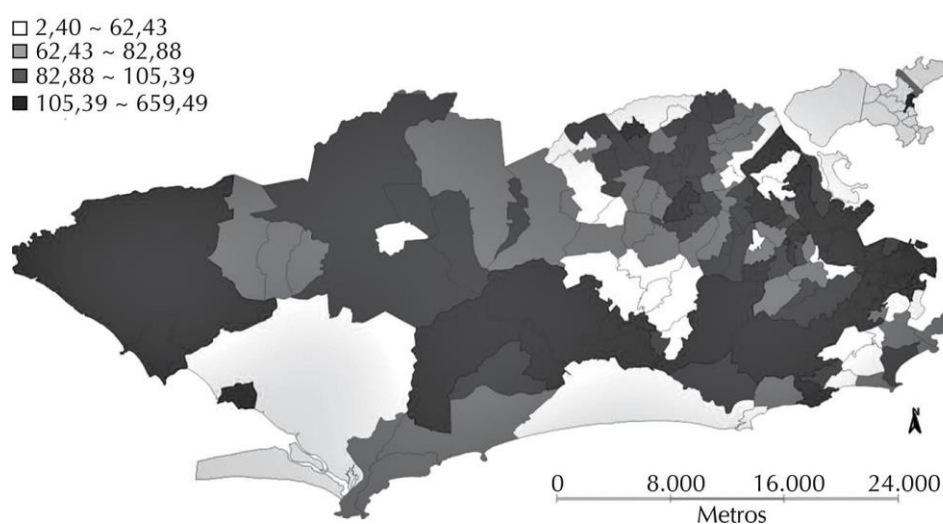 2,40 ~ 62,43
62,43 ~ 82,88
82,88 ~ 105,39
105,39 ~ 659,49
N
0 8.000 16.000 24.000
Metros